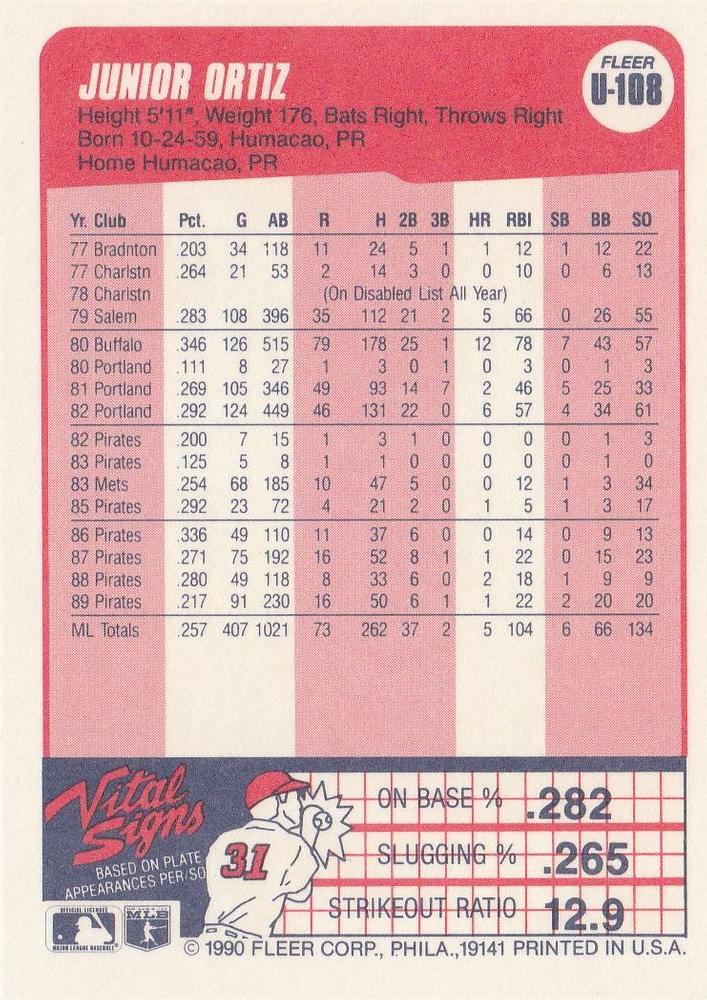 JUNIOR ORTIZ
FLEER
U-108
Height 5'11", Weight 176, Bats Right, Throws Right
Born 10-24-59, Humacao, PR
Home Humacao, PR
Yr. Club Pct. G AB R H 2B 3B HR RBI SB BB SO
77 Bradnton .203 34 118 11 24 5 1 1 12 1 12 22
77 Charlstn .264 21 53 2 14 3 0 0 10 0 6 13
78 Charlstn (On Disabled List All Year)
79 Salem .283 108 396 35 112 21 2 5 66 0 26 55
80 Buffalo .346 126 515 79 178 25 1 12 78 7 43 57
80 Portland .111 8 27 1 3 0 1 0 3 0 1 3
81 Portland .269 105 346 49 93 14 7 2 46 5 25 33
82 Portland .292 124 449 46 131 22 0 6 57 4 34 61
82 Pirates .200 7 15 1 3 1 0 0 0 0 1 3
83 Pirates .125 5 8 1 1 0 0 0 0 0 1 0
83 Mets .254 68 185 10 47 5 0 0 12 1 3 34
85 Pirates .292 23 72 4 21 2 0 1 5 1 3 17
86 Pirates .336 49 110 11 37 6 0 0 14 0 9 13
87 Pirates .271 75 192 16 52 8 1 1 22 0 15 23
88 Pirates .280 49 118 8 33 6 0 2 18 1 9 9
89 Pirates .217 91 230 16 50 6 1 1 22 2 20 20
ML Totals .257 407 1021 73 262 37 2 5 104 6 66 134
Vital
Signs
BASED ON PLATE
APPEARANCES PER/SO
31
ON BASE % .282
SLUGGING % .265
STRIKEOUT RATIO 12.9
OFFICIAL LICENSEE
MAJOR LEAGUE BASEBALL
MLB
© 1990 FLEER CORP., PHILA.,19141 PRINTED IN U.S.A.